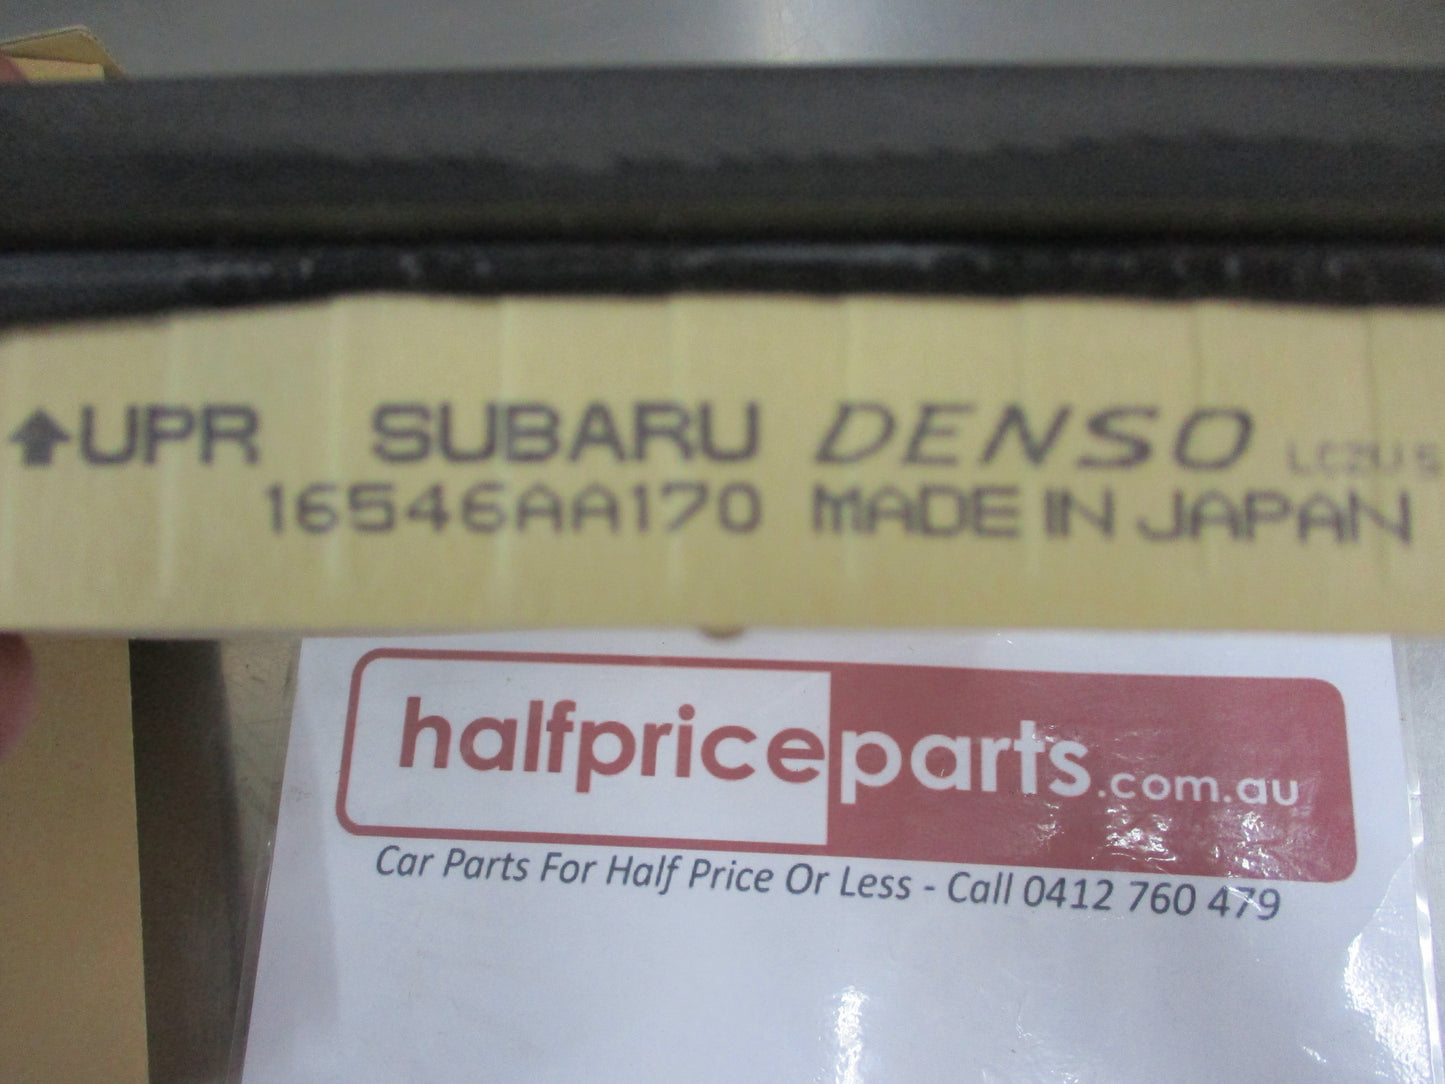 UPR SUBARU DENSO
16546AA170 MADE IN JAPAN
halfpriceparts.com.au
Car Parts For Half Price Or Less - Call 0412 760 479